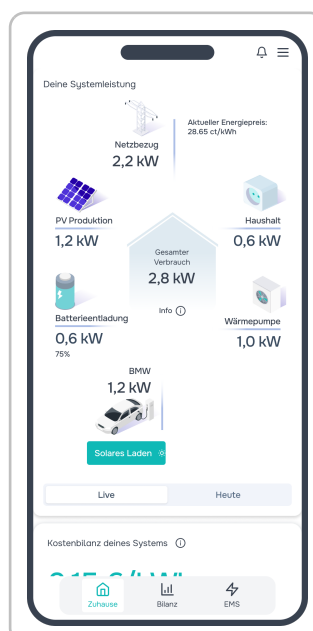 Deine Systemleistung
Aktueller Energiepreis:
28.65 ct/kWh
Netzbezug
2,2 kW
PV Produktion
1,2 kW
Haushalt
0,6 kW
Gesamter
Verbrauch
2,8 kW
Info
Batterieentladung
0,6 kW
75%
Wärmepumpe
1,0 kW
BMW
1,2 kW
Solares Laden
Live
Heute
Kostenbilanz deines Systems
Zuhause
Bilanz
EMS